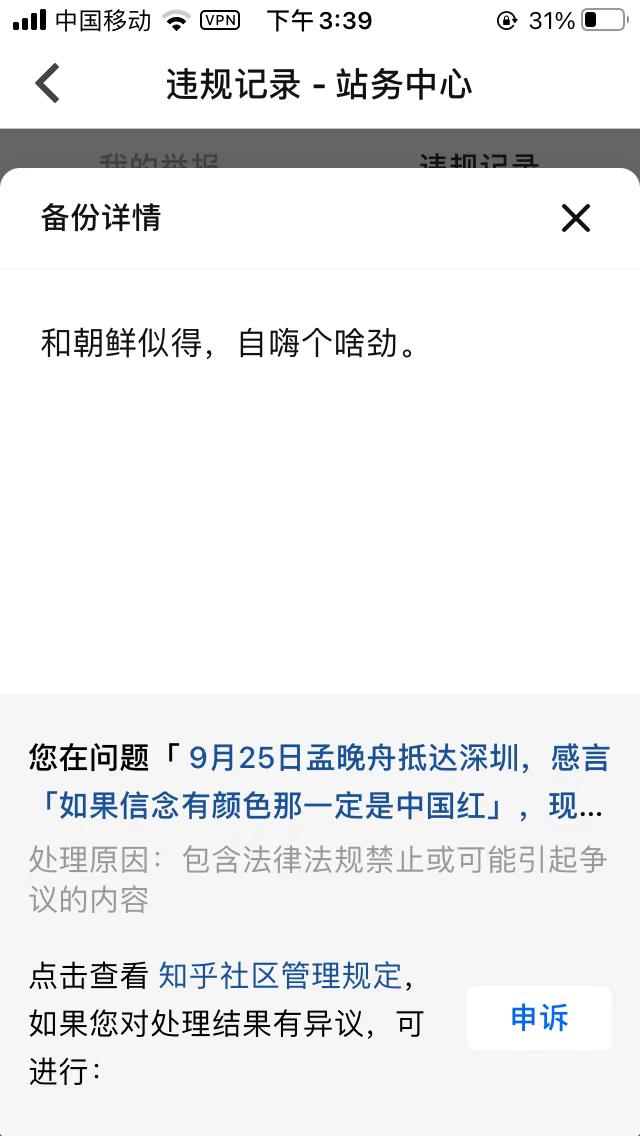 中国移动 VPN 下午3:39 31%
违规记录 - 站务中心
我的举报 违规记录
备份详情
和朝鲜似得，自嗨个啥劲。
您在问题「 9月25日孟晚舟抵达深圳，感言
「如果信念有颜色那一定是中国红」，现...
处理原因：包含法律法规禁止或可能引起争
议的内容
点击查看 知乎社区管理规定，
如果您对处理结果有异议，可
进行：
申诉